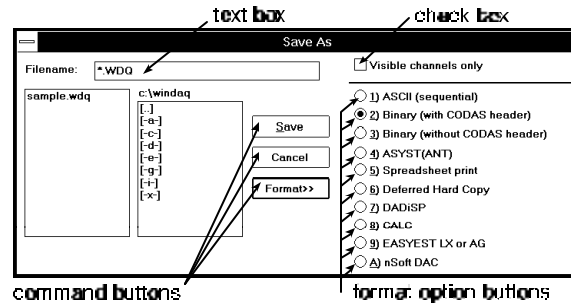 text box
check box
Save As
Filename:
*.WDQ
Visible channels only
sample.wdq
c:\windaq
[..]
[-a-]
[-c-]
[-d-]
[-e-]
[-g-]
[-i-]
[-x-]
Save
Cancel
Format>>
1) ASCII (sequential)
2) Binary (with CODAS header)
3) Binary (without CODAS header)
4) ASYST(ANT)
5) Spreadsheet print
6) Deferred Hard Copy
7) DADiSP
8) CALC
9) EASYEST LX or AG
A) nSoft DAC
command buttons
format option buttons